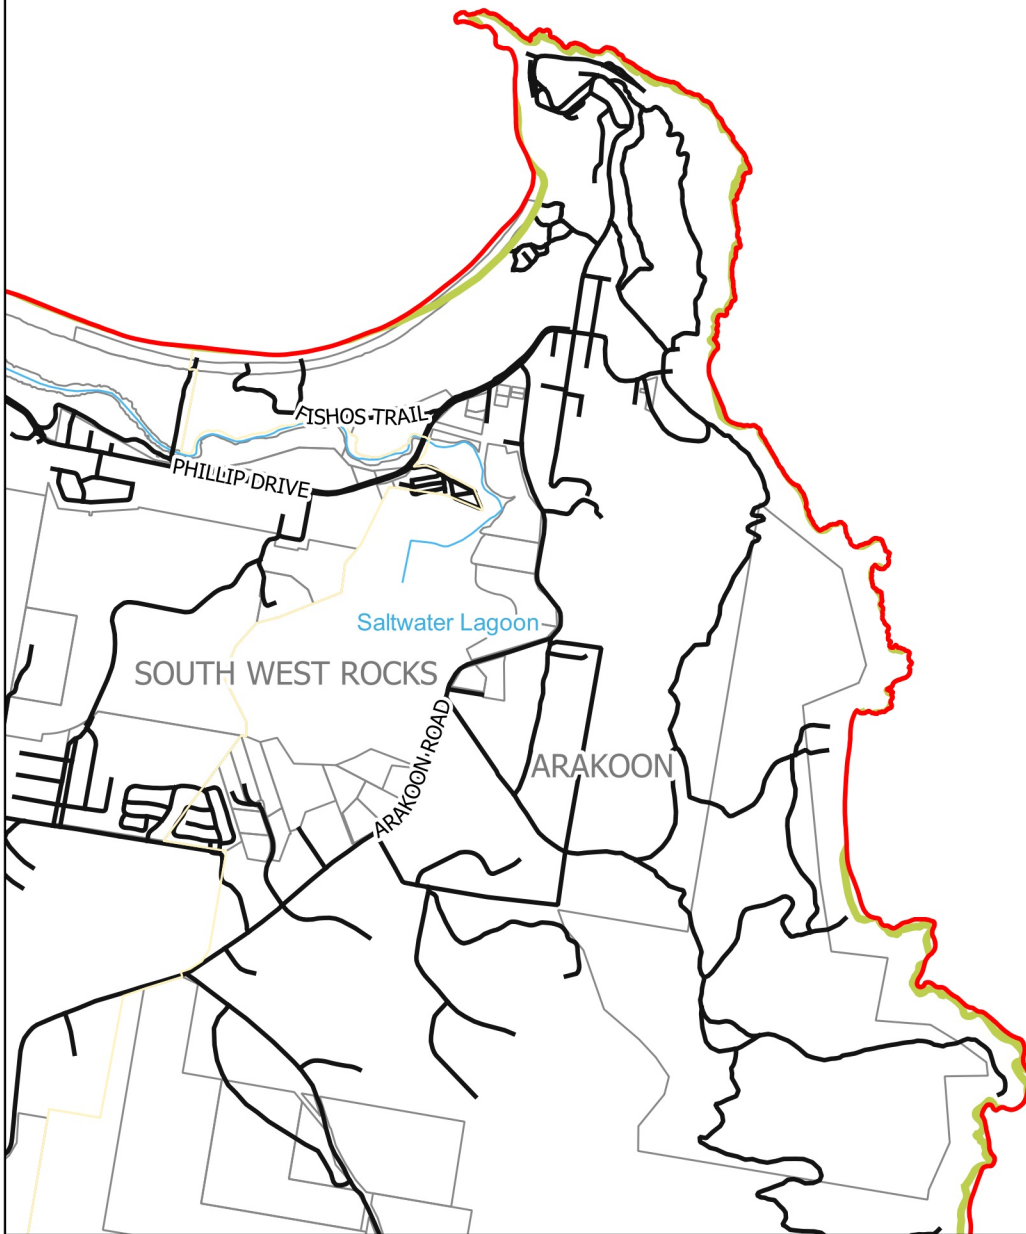 FISHOS TRAIL
PHILLIP DRIVE
Saltwater Lagoon
SOUTH WEST ROCKS
ARAKOON ROAD
ARAKOON